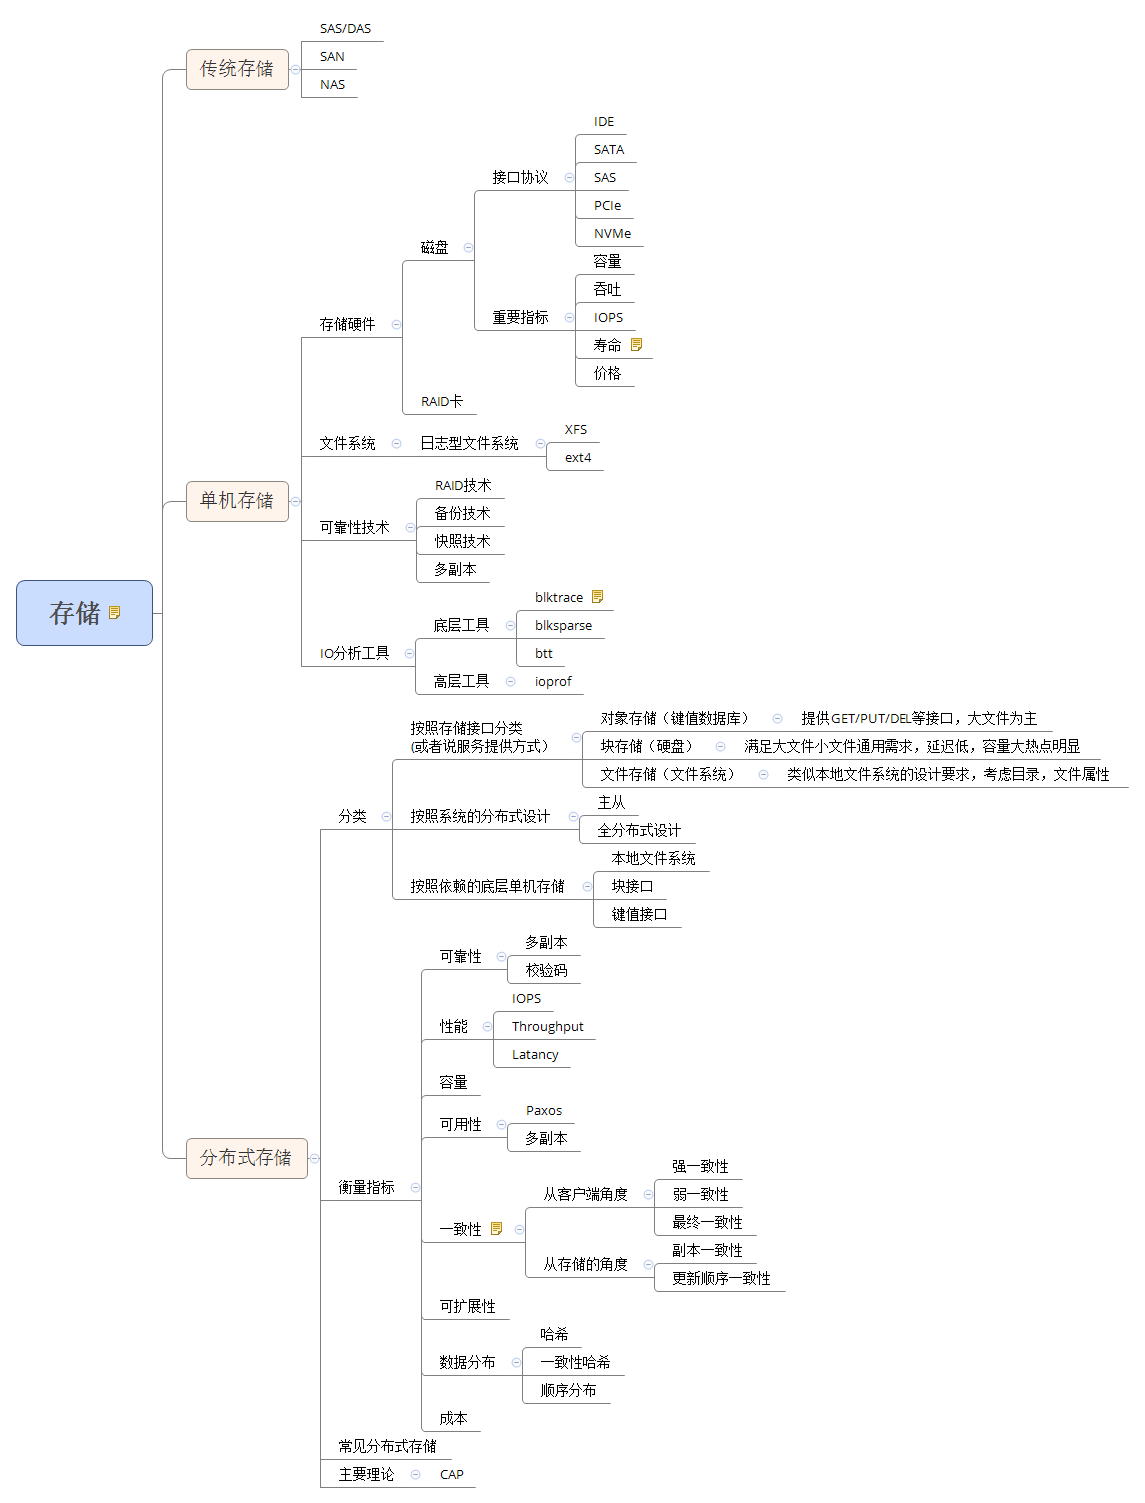 存储
传统存储
SAS/DAS
SAN
NAS
单机存储
存储硬件
磁盘
接口协议
IDE
SATA
SAS
PCIe
NVMe
重要指标
容量
吞吐
IOPS
寿命
价格
RAID卡
文件系统
日志型文件系统
XFS
ext4
可靠性技术
RAID技术
备份技术
快照技术
多副本
IO分析工具
底层工具
blktrace
blksparse
btt
高层工具
ioprof
分布式存储
分类
按照存储接口分类
(或者说服务提供方式）
对象存储（键值数据库）
提供GET/PUT/DEL等接口，大文件为主
块存储（硬盘）
满足大文件小文件通用需求，延迟低，容量大热点明显
文件存储（文件系统）
类似本地文件系统的设计要求，考虑目录，文件属性
按照系统的分布式设计
主从
全分布式设计
按照依赖的底层单机存储
本地文件系统
块接口
键值接口
衡量指标
可靠性
多副本
校验码
性能
IOPS
Throughput
Latancy
容量
可用性
Paxos
多副本
一致性
从客户端角度
强一致性
弱一致性
最终一致性
从存储的角度
副本一致性
更新顺序一致性
可扩展性
数据分布
哈希
一致性哈希
顺序分布
成本
常见分布式存储
主要理论
CAP